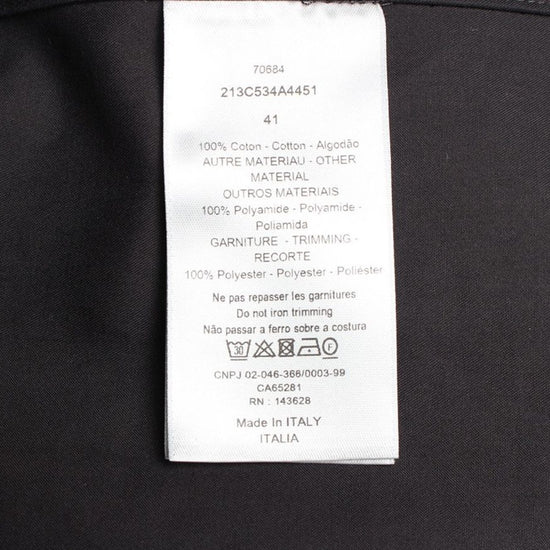 70684
213C534A4451
41
100% Coton - Cotton - Algodão
AUTRE MATERIAU - OTHER
MATERIAL
OUTROS MATERIAIS
100% Polyamide - Polyamide -
Poliamida
GARNITURE - TRIMMING -
RECORTE
100% Polyester - Polyester - Poliéster
Ne pas repasser les garnitures
Do not iron trimming
Não passar a ferro sobre a costura
30 F
CNPJ 02-046-366/0003-99
CA65281
RN : 143628
Made In ITALY
ITALIA